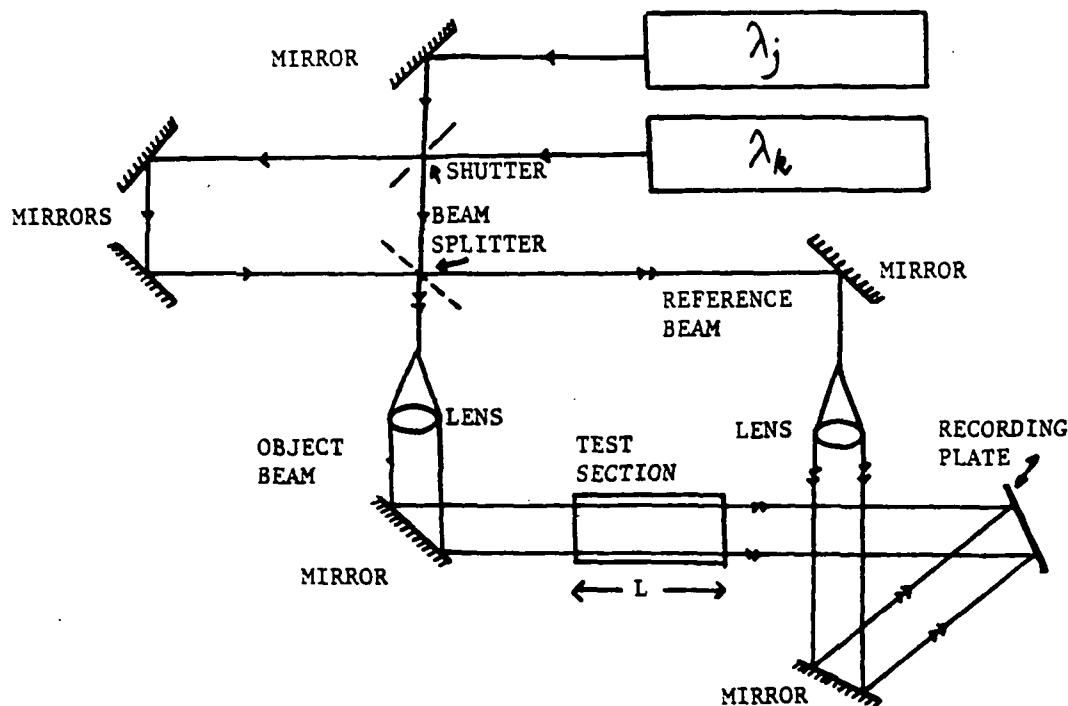 λj
MIRROR
λk
SHUTTER
MIRRORS
BEAM
SPLITTER
MIRROR
REFERENCE
BEAM
LENS
OBJECT
BEAM
TEST
SECTION
LENS
RECORDING
PLATE
MIRROR
L
MIRROR